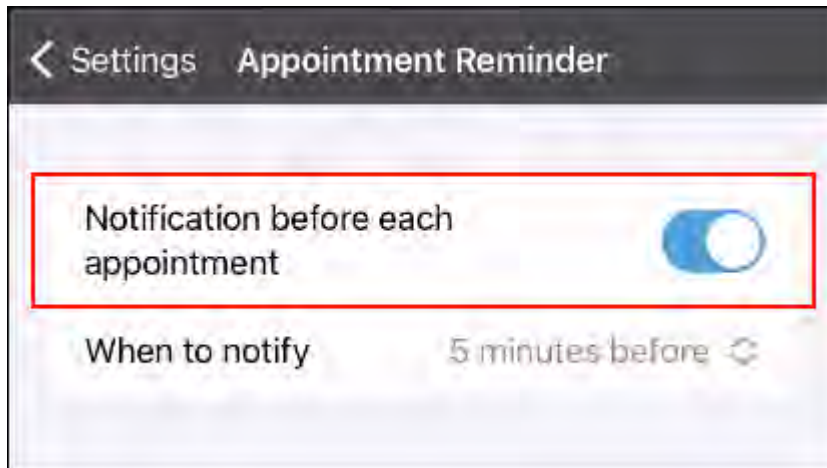 Settings Appointment Reminder
Notification before each
appointment
When to notify 5 minutes before